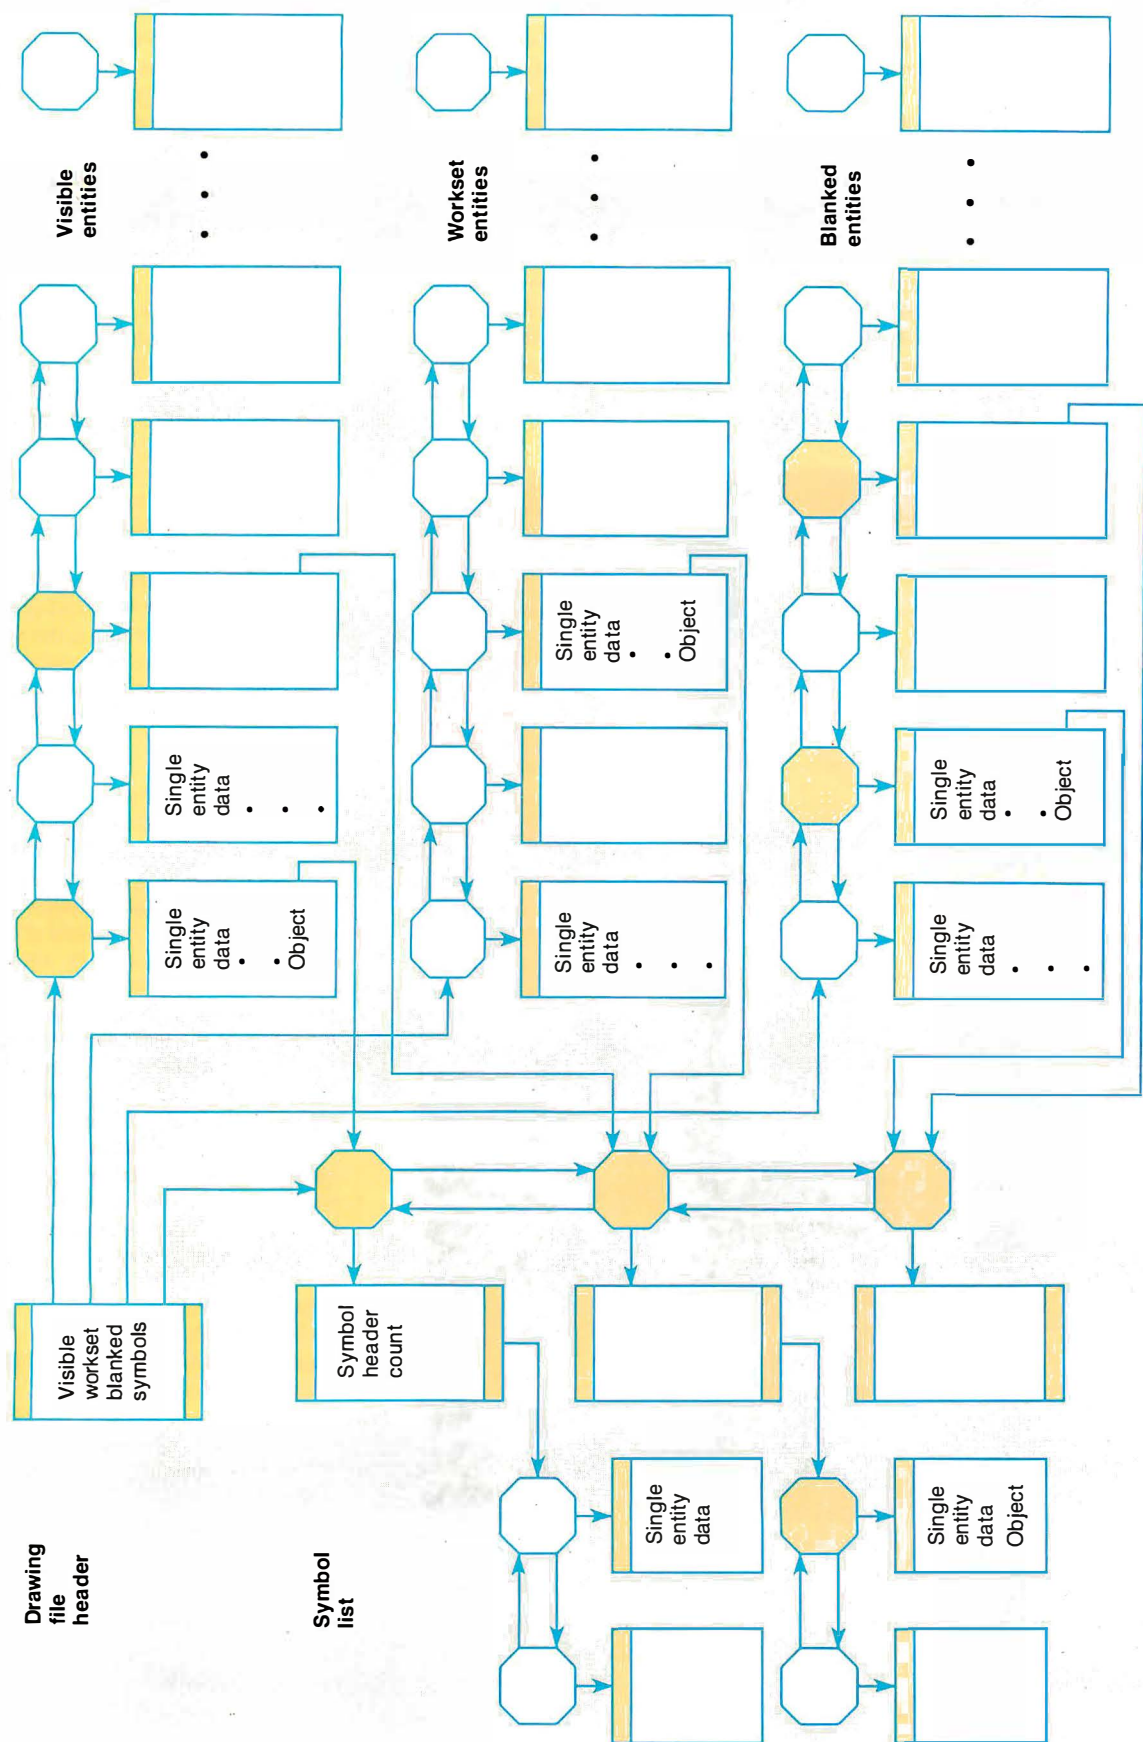 Drawing
file
header
Visible
workset
blanked
symbols
Visible
entities
Single
entity
data
Object
Single
entity
data
Symbol
list
Symbol
header
count
Workset
entities
Single
entity
data
Single
entity
data
Object
Single
entity
data
Blanked
entities
Single
entity
data
Single
entity
data
Object
Single
entity
data
Object